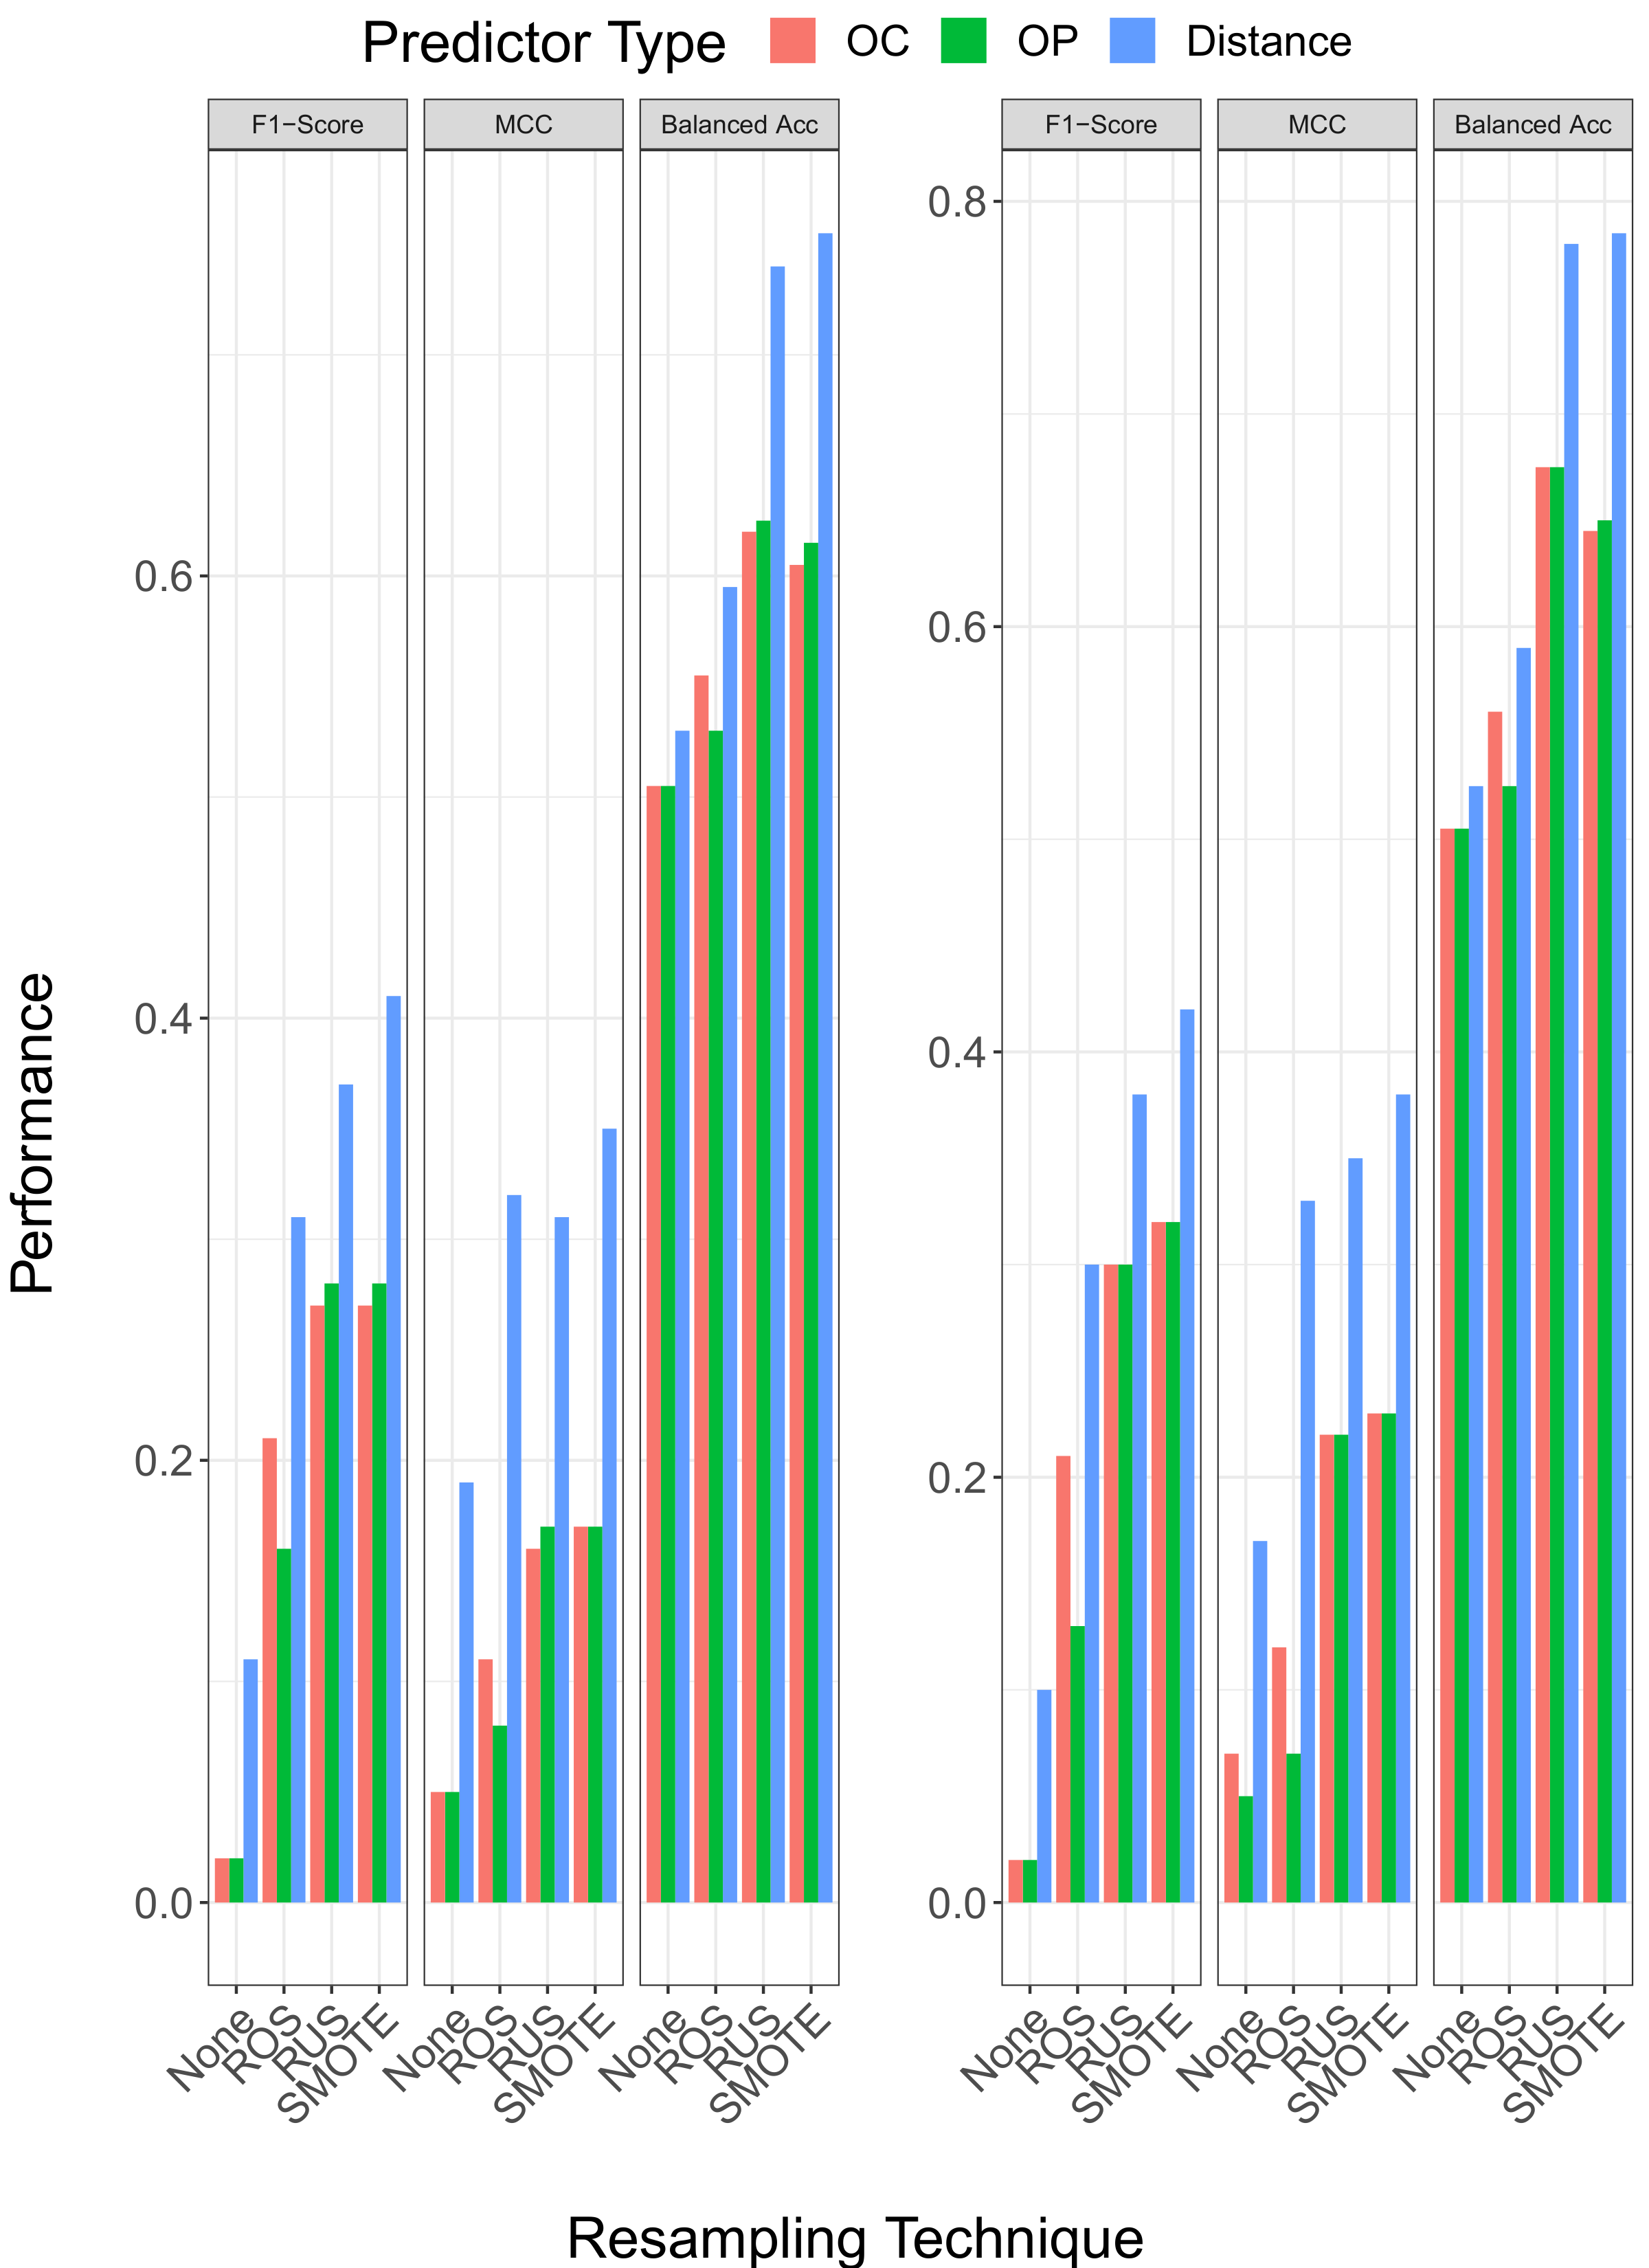 Predictor Type OC OP Distance
F1−Score MCC Balanced Acc F1−Score MCC Balanced Acc
0.8
0.6
0.6
0.4
0.4
0.2
0.2
0.0
0.0
Performance
None ROS RUS SMOTE None ROS RUS SMOTE None ROS RUS SMOTE None ROS RUS SMOTE None ROS RUS SMOTE None ROS RUS SMOTE
Resampling Technique